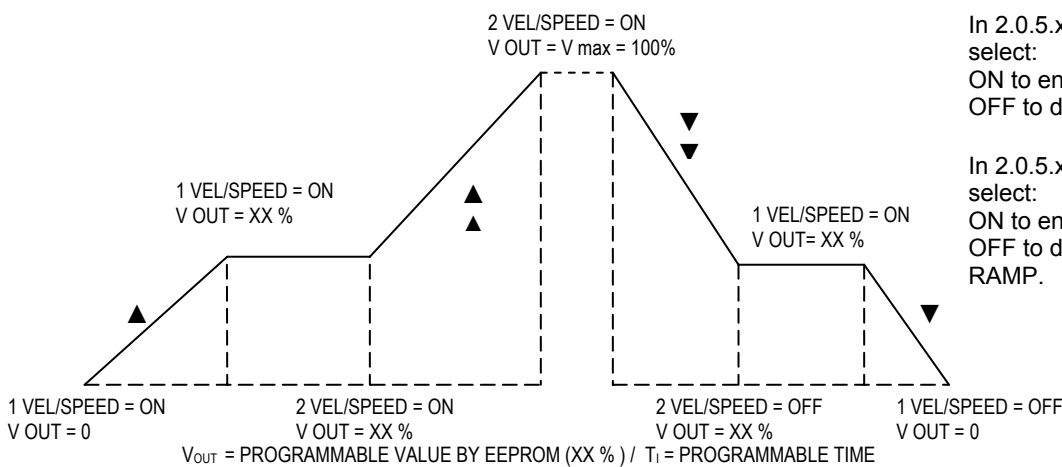 2 VEL/SPEED = ON
V OUT = V max = 100%
In 2.0.5.x
select:
ON to en
OFF to d
In 2.0.5.x
select:
ON to en
OFF to d
RAMP.
1 VEL/SPEED = ON
V OUT = XX %
1 VEL/SPEED = ON
V OUT= XX %
1 VEL/SPEED = ON
V OUT = 0
2 VEL/SPEED = ON
V OUT = XX %
2 VEL/SPEED = OFF
V OUT = XX %
1 VEL/SPEED = OFF
V OUT = 0
VOUT = PROGRAMMABLE VALUE BY EEPROM (XX % ) / TI = PROGRAMMABLE TIME